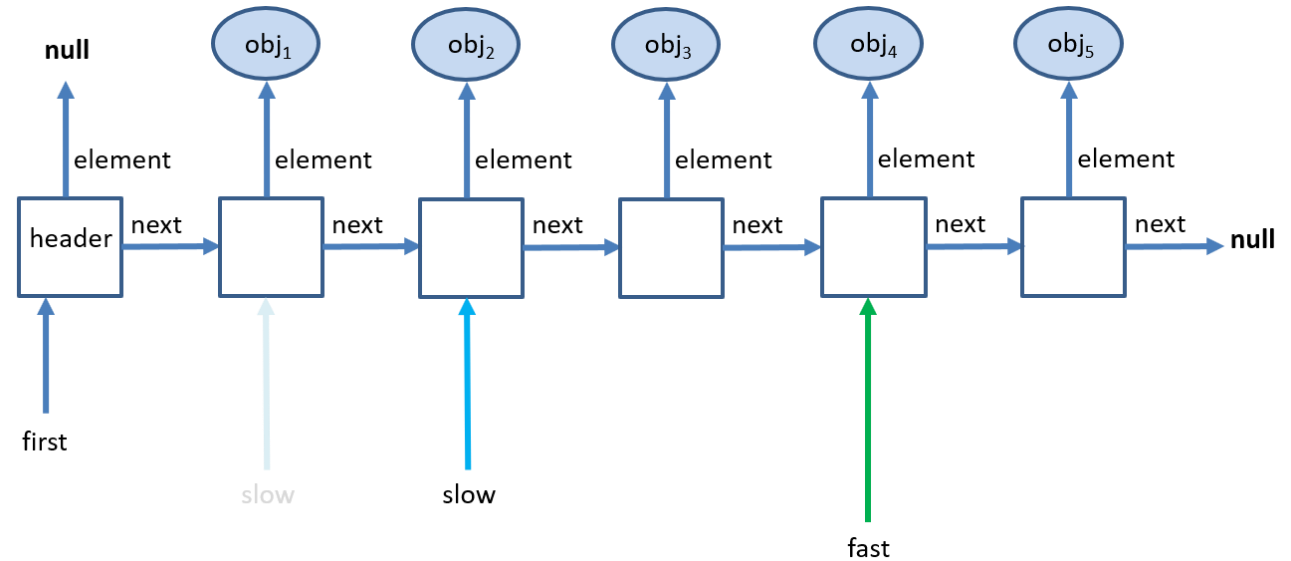 null
obj1
obj2
obj3
obj4
obj5
element
element
element
element
element
element
header
next
next
next
next
next
next
null
first
slow
slow
fast